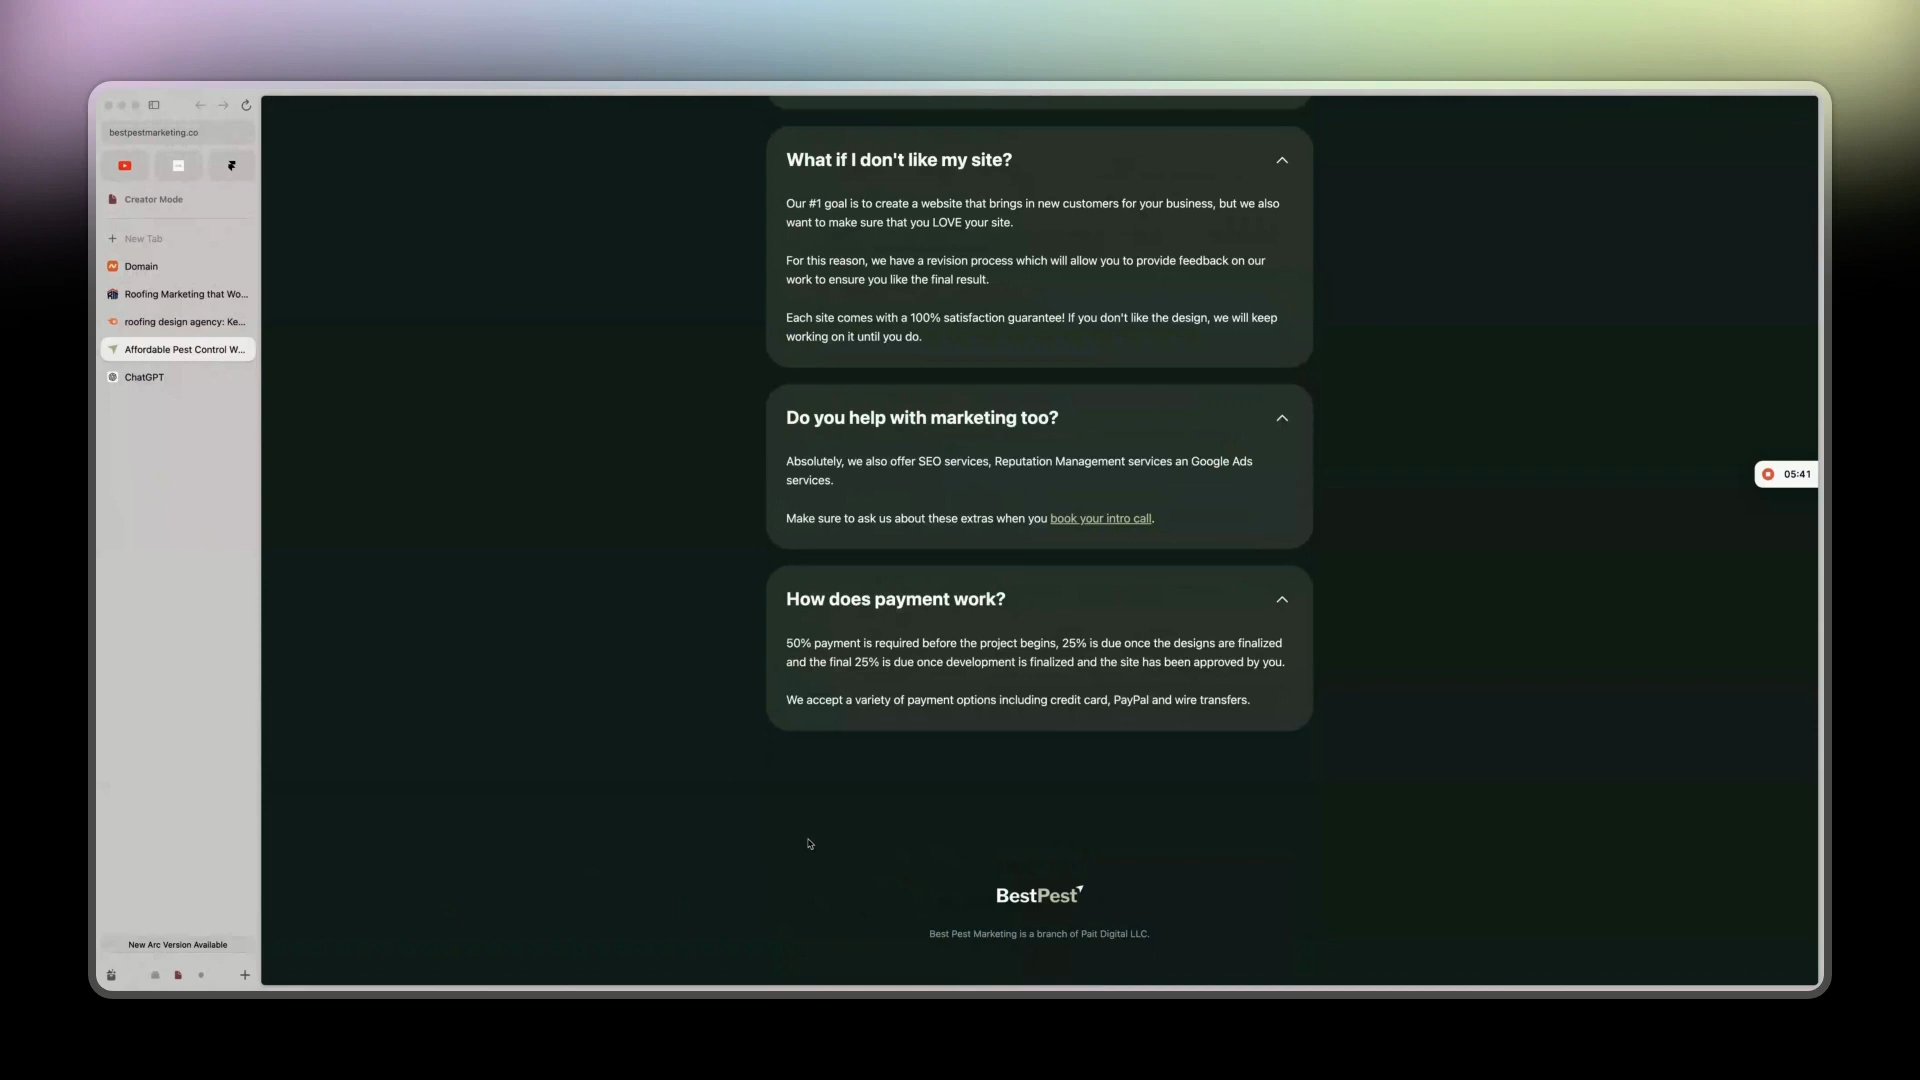 bestpestmarketing.co
Creator Mode
New Tab
Domain
Roofing Marketing that Wo...
roofing design agency: Ke...
Affordable Pest Control W...
ChatGPT
New Arc Version Available
What if I don't like my site?
Our #1 goal is to create a website that brings in new customers for your business, but we also
want to make sure that you LOVE your site.
For this reason, we have a revision process which will allow you to provide feedback on our
work to ensure you like the final result.
Each site comes with a 100% satisfaction guarantee! If you don't like the design, we will keep
working on it until you do.
Do you help with marketing too?
Absolutely, we also offer SEO services, Reputation Management services an Google Ads
services.
Make sure to ask us about these extras when you book your intro call.
How does payment work?
50% payment is required before the project begins, 25% is due once the designs are finalized
and the final 25% is due once development is finalized and the site has been approved by you.
We accept a variety of payment options including credit card, PayPal and wire transfers.
BestPest
Best Pest Marketing is a branch of Pait Digital LLC.
05:41